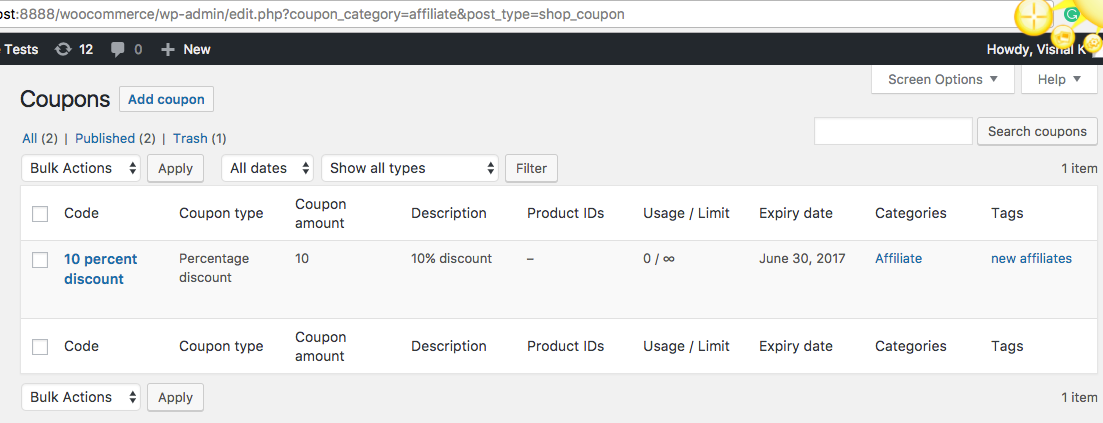 ost:8888/woocommerce/wp-admin/edit.php?coupon_category=affiliate&post_type=shop_coupon
Tests 12 0 + New Howdy, Vishal K
Screen Options ▼ Help ▼
Coupons Add coupon
All (2) | Published (2) | Trash (1)
Search coupons
Bulk Actions Apply All dates Show all types Filter 1 item
Code Coupon type Coupon amount Description Product IDs Usage / Limit Expiry date Categories Tags
10 percent discount Percentage discount 10 10% discount – 0 / ∞ June 30, 2017 Affiliate new affiliates
Code Coupon type Coupon amount Description Product IDs Usage / Limit Expiry date Categories Tags
Bulk Actions Apply 1 item